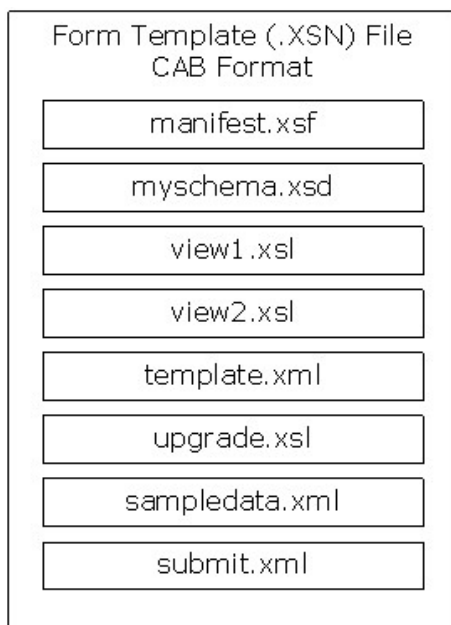 Form Template (.XSN) File
CAB Format
manifest.xsf
myschema.xsd
view1.xsl
view2.xsl
template.xml
upgrade.xsl
sampledata.xml
submit.xml